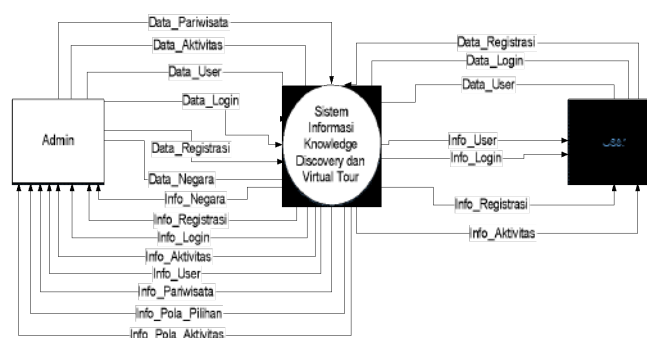 Data_Pariwisata
Data_Aktivitas
Data_User
Data_Login
Admin
Data_Registrasi
Data_Negara
Info_Negara
Info_Registrasi
Info_Login
Info_Aktivitas
Info_User
Info_Pariwisata
Info_Pola_Pilihan
Info_Pola_Aktivitas
Sistem
Informasi
Knowledge
Discovery dan
Virtual Tour
Data_Registrasi
Data_Login
Data_User
Info_User
Info_Login
Info_Registrasi
Info_Aktivitas
User